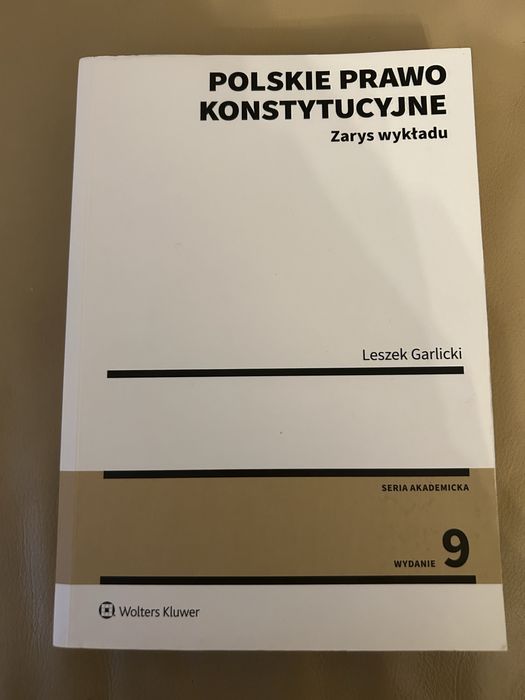 POLSKIE PRAWO
KONSTYTUCYJNE
Zarys wykładu
Leszek Garlicki
SERIA AKADEMICKA
WYDANIE 9
Wolters Kluwer